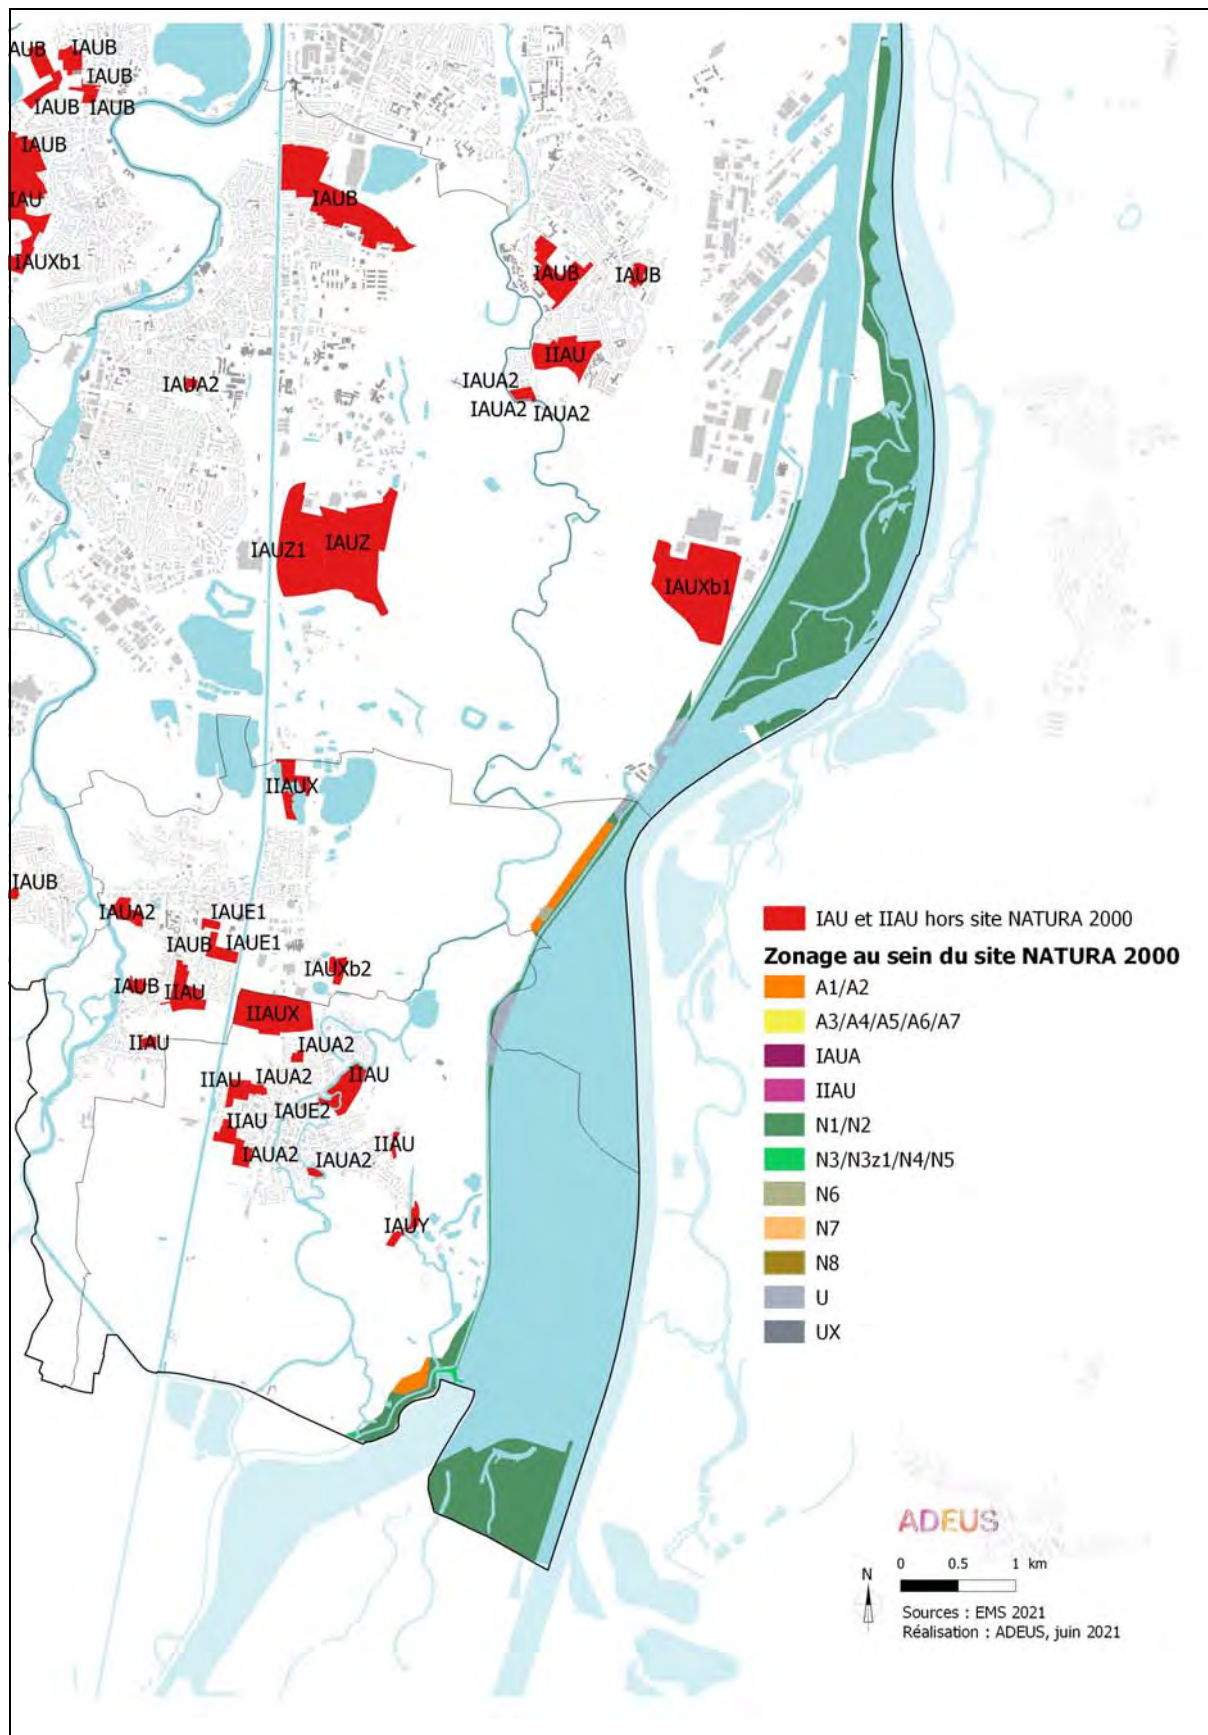 IAUB
IAUB
IAUB
IAUB
IAUB
IAUB
IAU
IAUXb1
IAUB
IAUB
IAUB
IIAU
IAUA2
IAUA2
IAUA2
IAUA2
IAUZ1
IAUZ
IAUXb1
IIAUX
IAUB
IAUA2
IAUE1
IAUB
IAUE1
IAUXb2
IAUB
IIAU
IIAUX
IIAU
IAUA2
IIAU
IAUA2
IIAU
IAUE2
IIAU
IIAU
IAUA2
IAUA2
IAUY
IAU et IIAU hors site NATURA 2000
Zonage au sein du site NATURA 2000
A1/A2
A3/A4/A5/A6/A7
IAUA
IIAU
N1/N2
N3/N3z1/N4/N5
N6
N7
N8
U
UX
ADEUS
0 0.5 1 km
N
Sources : EMS 2021
Réalisation : ADEUS, juin 2021